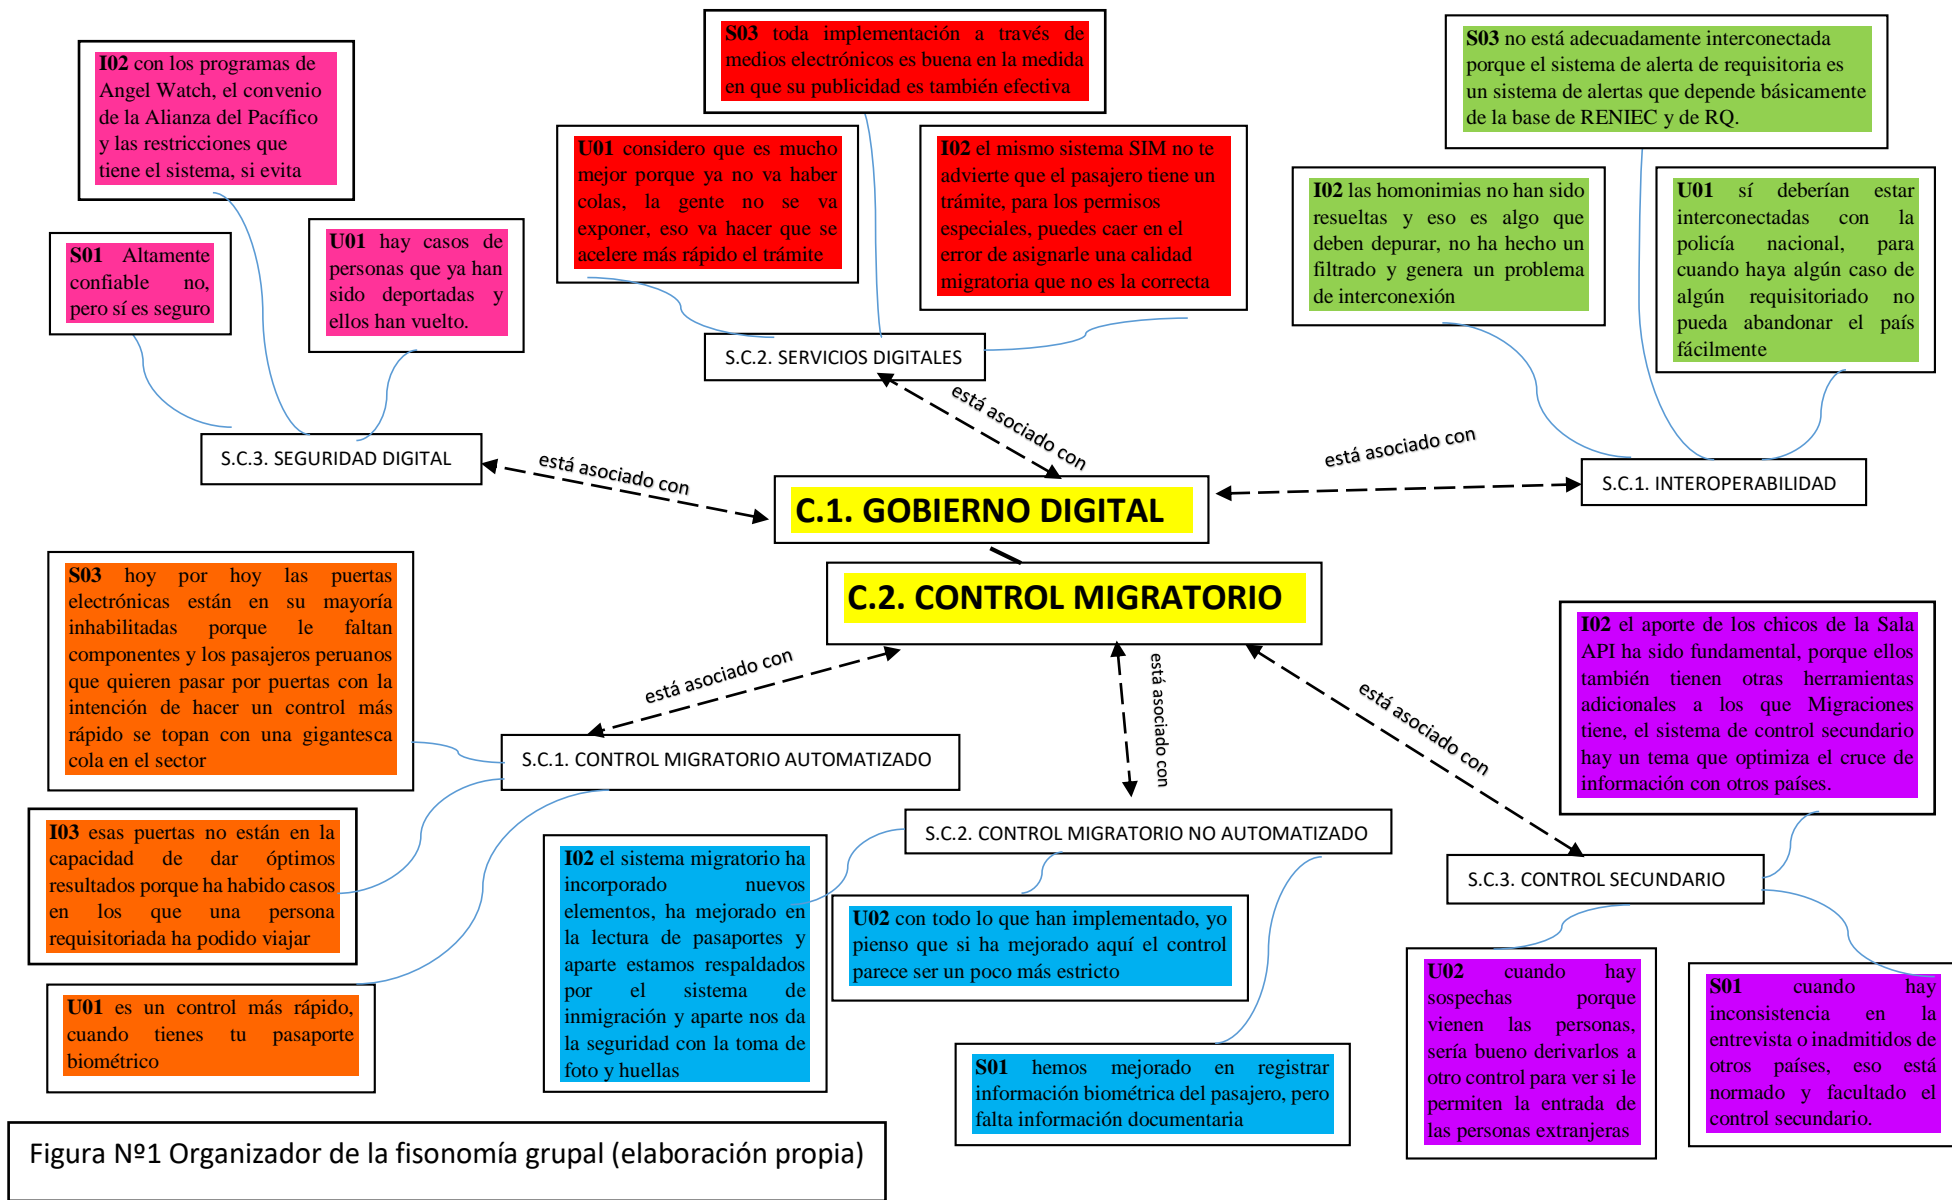 S03 toda implementación a través de
medios electrónicos es buena en la medida
en que su publicidad es también efectiva
I02 con los programas de
Angel Watch, el convenio
de la Alianza del Pacífico
y las restricciones que
tiene el sistema, si evita
S03 no está adecuadamente interconectada
porque el sistema de alerta de requisitoria es
un sistema de alertas que depende básicamente
de la base de RENIEC y de RQ.
U01 considero que es mucho
mejor porque ya no va haber
colas, la gente no se va
exponer, eso va hacer que se
acelere más rápido el trámite
I02 el mismo sistema SIM no te
advierte que el pasajero tiene un
trámite, para los permisos
especiales, puedes caer en el
error de asignarle una calidad
migratoria que no es la correcta
I02 las homonimias no han sido
resueltas y eso es algo que
deben depurar, no ha hecho un
filtrado y genera un problema
de interconexión
U01 sí deberían estar
interconectadas con la
policía nacional, para
cuando haya algún caso de
algún requisitoriado no
pueda abandonar el país
fácilmente
S01 Altamente
confiable no,
pero sí es seguro
U01 hay casos de
personas que ya han
sido deportadas y
ellos han vuelto.
S.C.2. SERVICIOS DIGITALES
S.C.3. SEGURIDAD DIGITAL
está asociado con
está asociado con
está asociado con
S.C.1. INTEROPERABILIDAD
C.1. GOBIERNO DIGITAL
C.2. CONTROL MIGRATORIO
S03 hoy por hoy las puertas
electrónicas están en su mayoría
inhabilitadas porque le faltan
componentes y los pasajeros peruanos
que quieren pasar por puertas con la
intención de hacer un control más
rápido se topan con una gigantesca
cola en el sector
está asociado con
está asociado con
está asociado con
I02 el aporte de los chicos de la Sala
API ha sido fundamental, porque ellos
también tienen otras herramientas
adicionales a los que Migraciones
tiene, el sistema de control secundario
hay un tema que optimiza el cruce de
información con otros países.
S.C.1. CONTROL MIGRATORIO AUTOMATIZADO
S.C.2. CONTROL MIGRATORIO NO AUTOMATIZADO
S.C.3. CONTROL SECUNDARIO
I03 esas puertas no están en la
capacidad de dar óptimos
resultados porque ha habido casos
en los que una persona
requisitoriada ha podido viajar
I02 el sistema migratorio ha
incorporado nuevos
elementos, ha mejorado en
la lectura de pasaportes y
aparte estamos respaldados
por el sistema de
inmigración y aparte nos da
la seguridad con la toma de
foto y huellas
U02 con todo lo que han implementado, yo
pienso que si ha mejorado aquí el control
parece ser un poco más estricto
U01 es un control más rápido,
cuando tienes tu pasaporte
biométrico
S01 hemos mejorado en registrar
información biométrica del pasajero, pero
falta información documentaria
U02 cuando hay
sospechas porque
vienen las personas,
sería bueno derivarlos a
otro control para ver si le
permiten la entrada de
las personas extranjeras
S01 cuando hay
inconsistencia en la
entrevista o inadmitidos de
otros países, eso está
normado y facultado el
control secundario.
Figura Nº1 Organizador de la fisonomía grupal (elaboración propia)